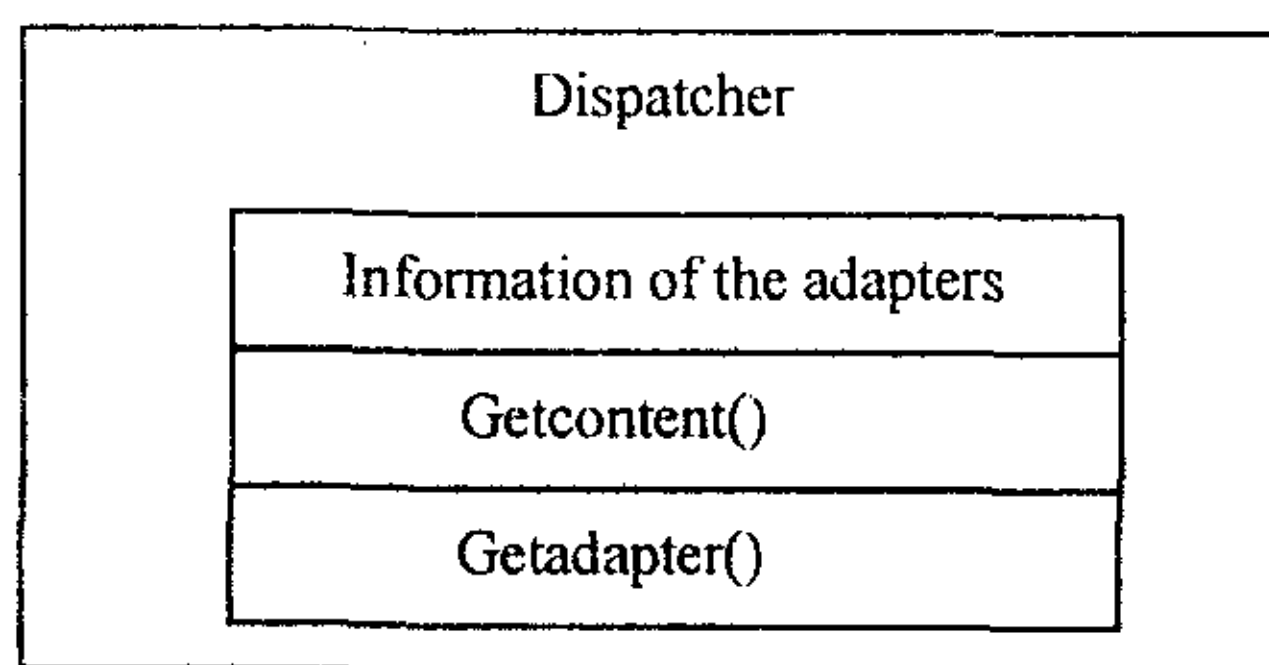 Dispatcher
Information of the adapters
Getcontent()
Getadapter()